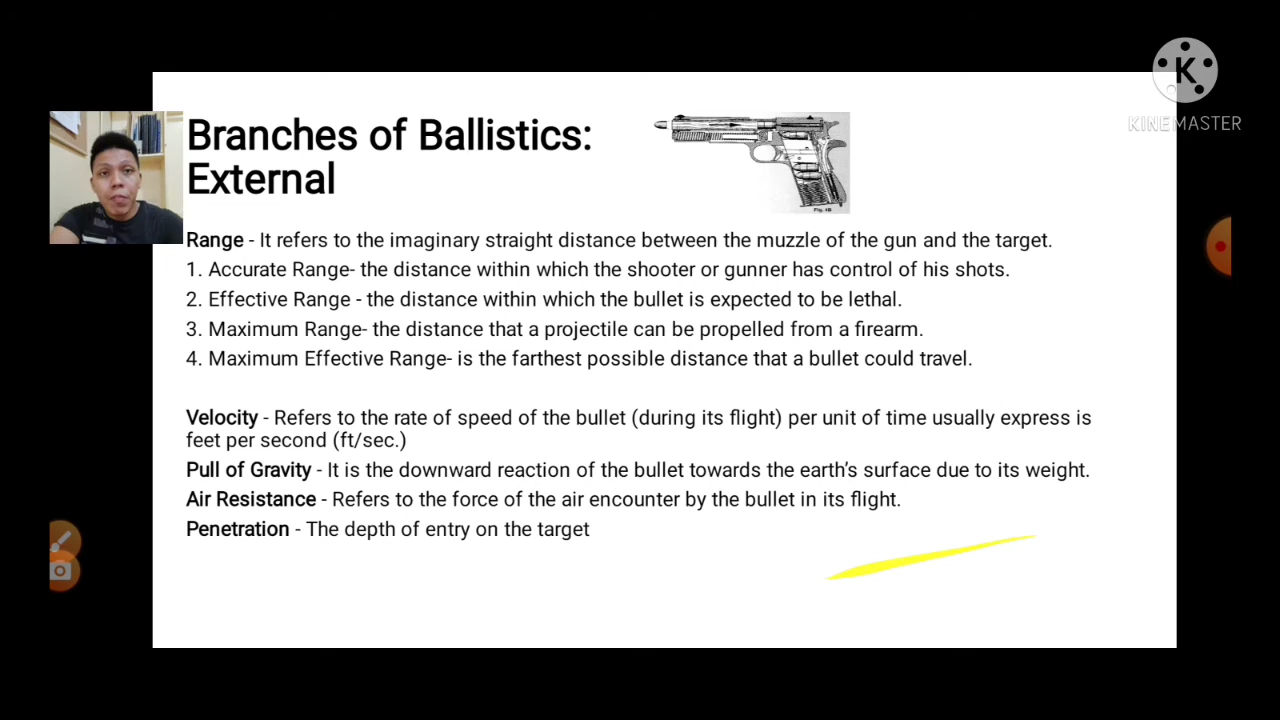 Branches of Ballistics:
External
Fig. 1B
K
KINEMASTER
Range - It refers to the imaginary straight distance between the muzzle of the gun and the target.
1. Accurate Range- the distance within which the shooter or gunner has control of his shots.
2. Effective Range - the distance within which the bullet is expected to be lethal.
3. Maximum Range- the distance that a projectile can be propelled from a firearm.
4. Maximum Effective Range- is the farthest possible distance that a bullet could travel.
Velocity - Refers to the rate of speed of the bullet (during its flight) per unit of time usually express is
feet per second (ft/sec.)
Pull of Gravity - It is the downward reaction of the bullet towards the earth's surface due to its weight.
Air Resistance - Refers to the force of the air encounter by the bullet in its flight.
Penetration - The depth of entry on the target